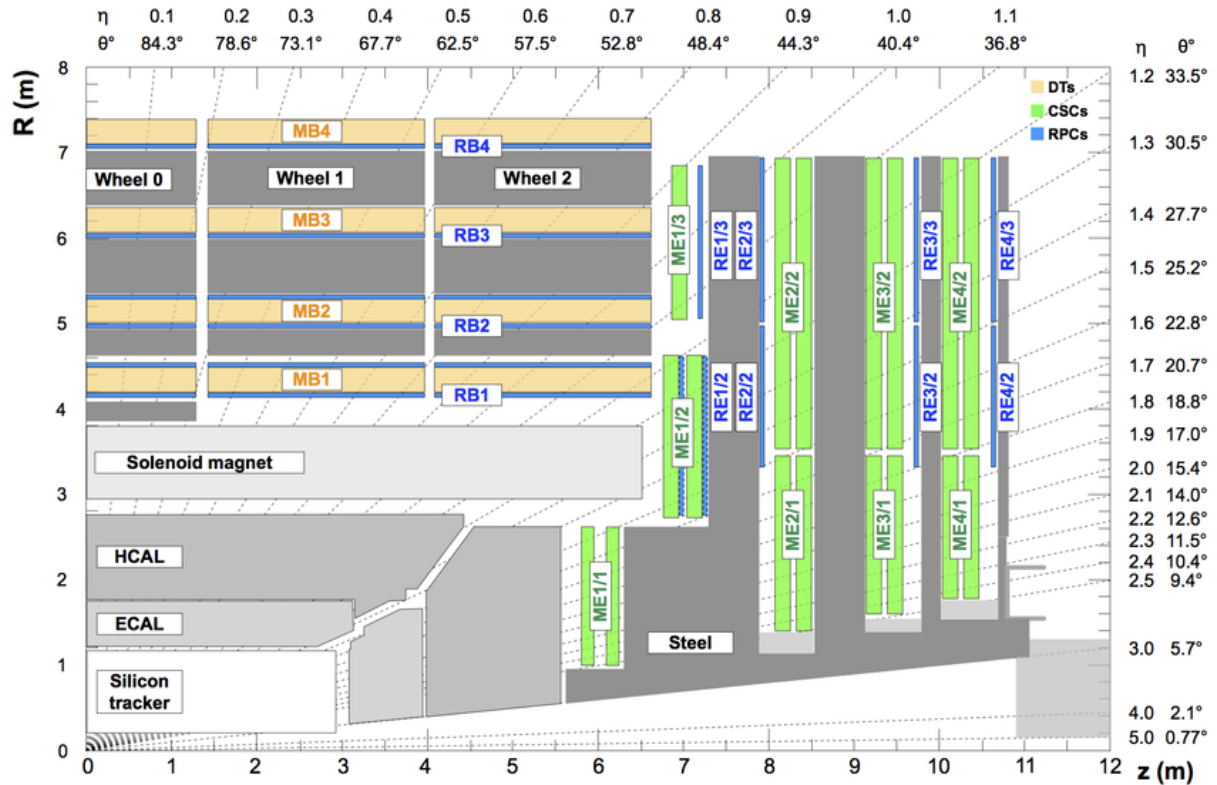 η 0.1 0.2 0.3 0.4 0.5 0.6 0.7 0.8 0.9 1.0 1.1
θ° 84.3° 78.6° 73.1° 67.7° 62.5° 57.5° 52.8° 48.4° 44.3° 40.4° 36.8° η θ°
R (m)
8
7
6
5
4
3
2
1
0
1.2 33.5°
1.3 30.5°
1.4 27.7°
1.5 25.2°
1.6 22.8°
1.7 20.7°
1.8 18.8°
1.9 17.0°
2.0 15.4°
2.1 14.0°
2.2 12.6°
2.3 11.5°
2.4 10.4°
2.5 9.4°
3.0 5.7°
4.0 2.1°
5.0 0.77°
DTs
CSCs
RPCs
MB4
RB4
Wheel 0 Wheel 1 Wheel 2
MB3
RB3
MB2
RB2
MB1
RB1
Solenoid magnet
HCAL
ECAL
Silicon
tracker
Steel
ME1/3
RE1/3
RE2/3
ME2/2
ME3/2
RE3/3
ME4/2
RE4/3
ME1/2
RE1/2
RE2/2
RE3/2
RE4/2
ME1/1
ME2/1
ME3/1
ME4/1
0 1 2 3 4 5 6 7 8 9 10 11 12
z (m)